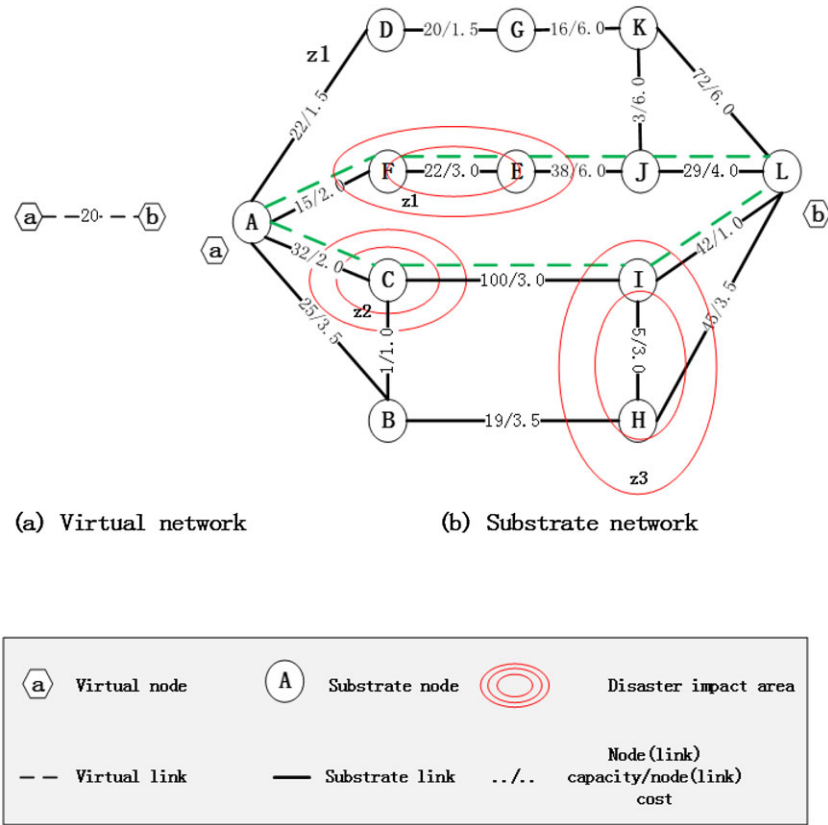 D
20/1.5
G
16/6.0
K
z1
22/1.5
3/6.0
72/6.0
F
22/3.0
E
38/6.0
J
29/4.0
L
z1
15/2.0
a
20
b
A
a
b
32/2.0
C
100/3.0
I
42/1.0
z2
25/3.5
1/1.0
5/3.0
45/3.5
B
19/3.5
H
z3
(a) Virtual network
(b) Substrate network
a
Virtual node
A
Substrate node
Disaster impact area
Virtual link
Substrate link
../..
Node(link)
capacity/node(link)
cost